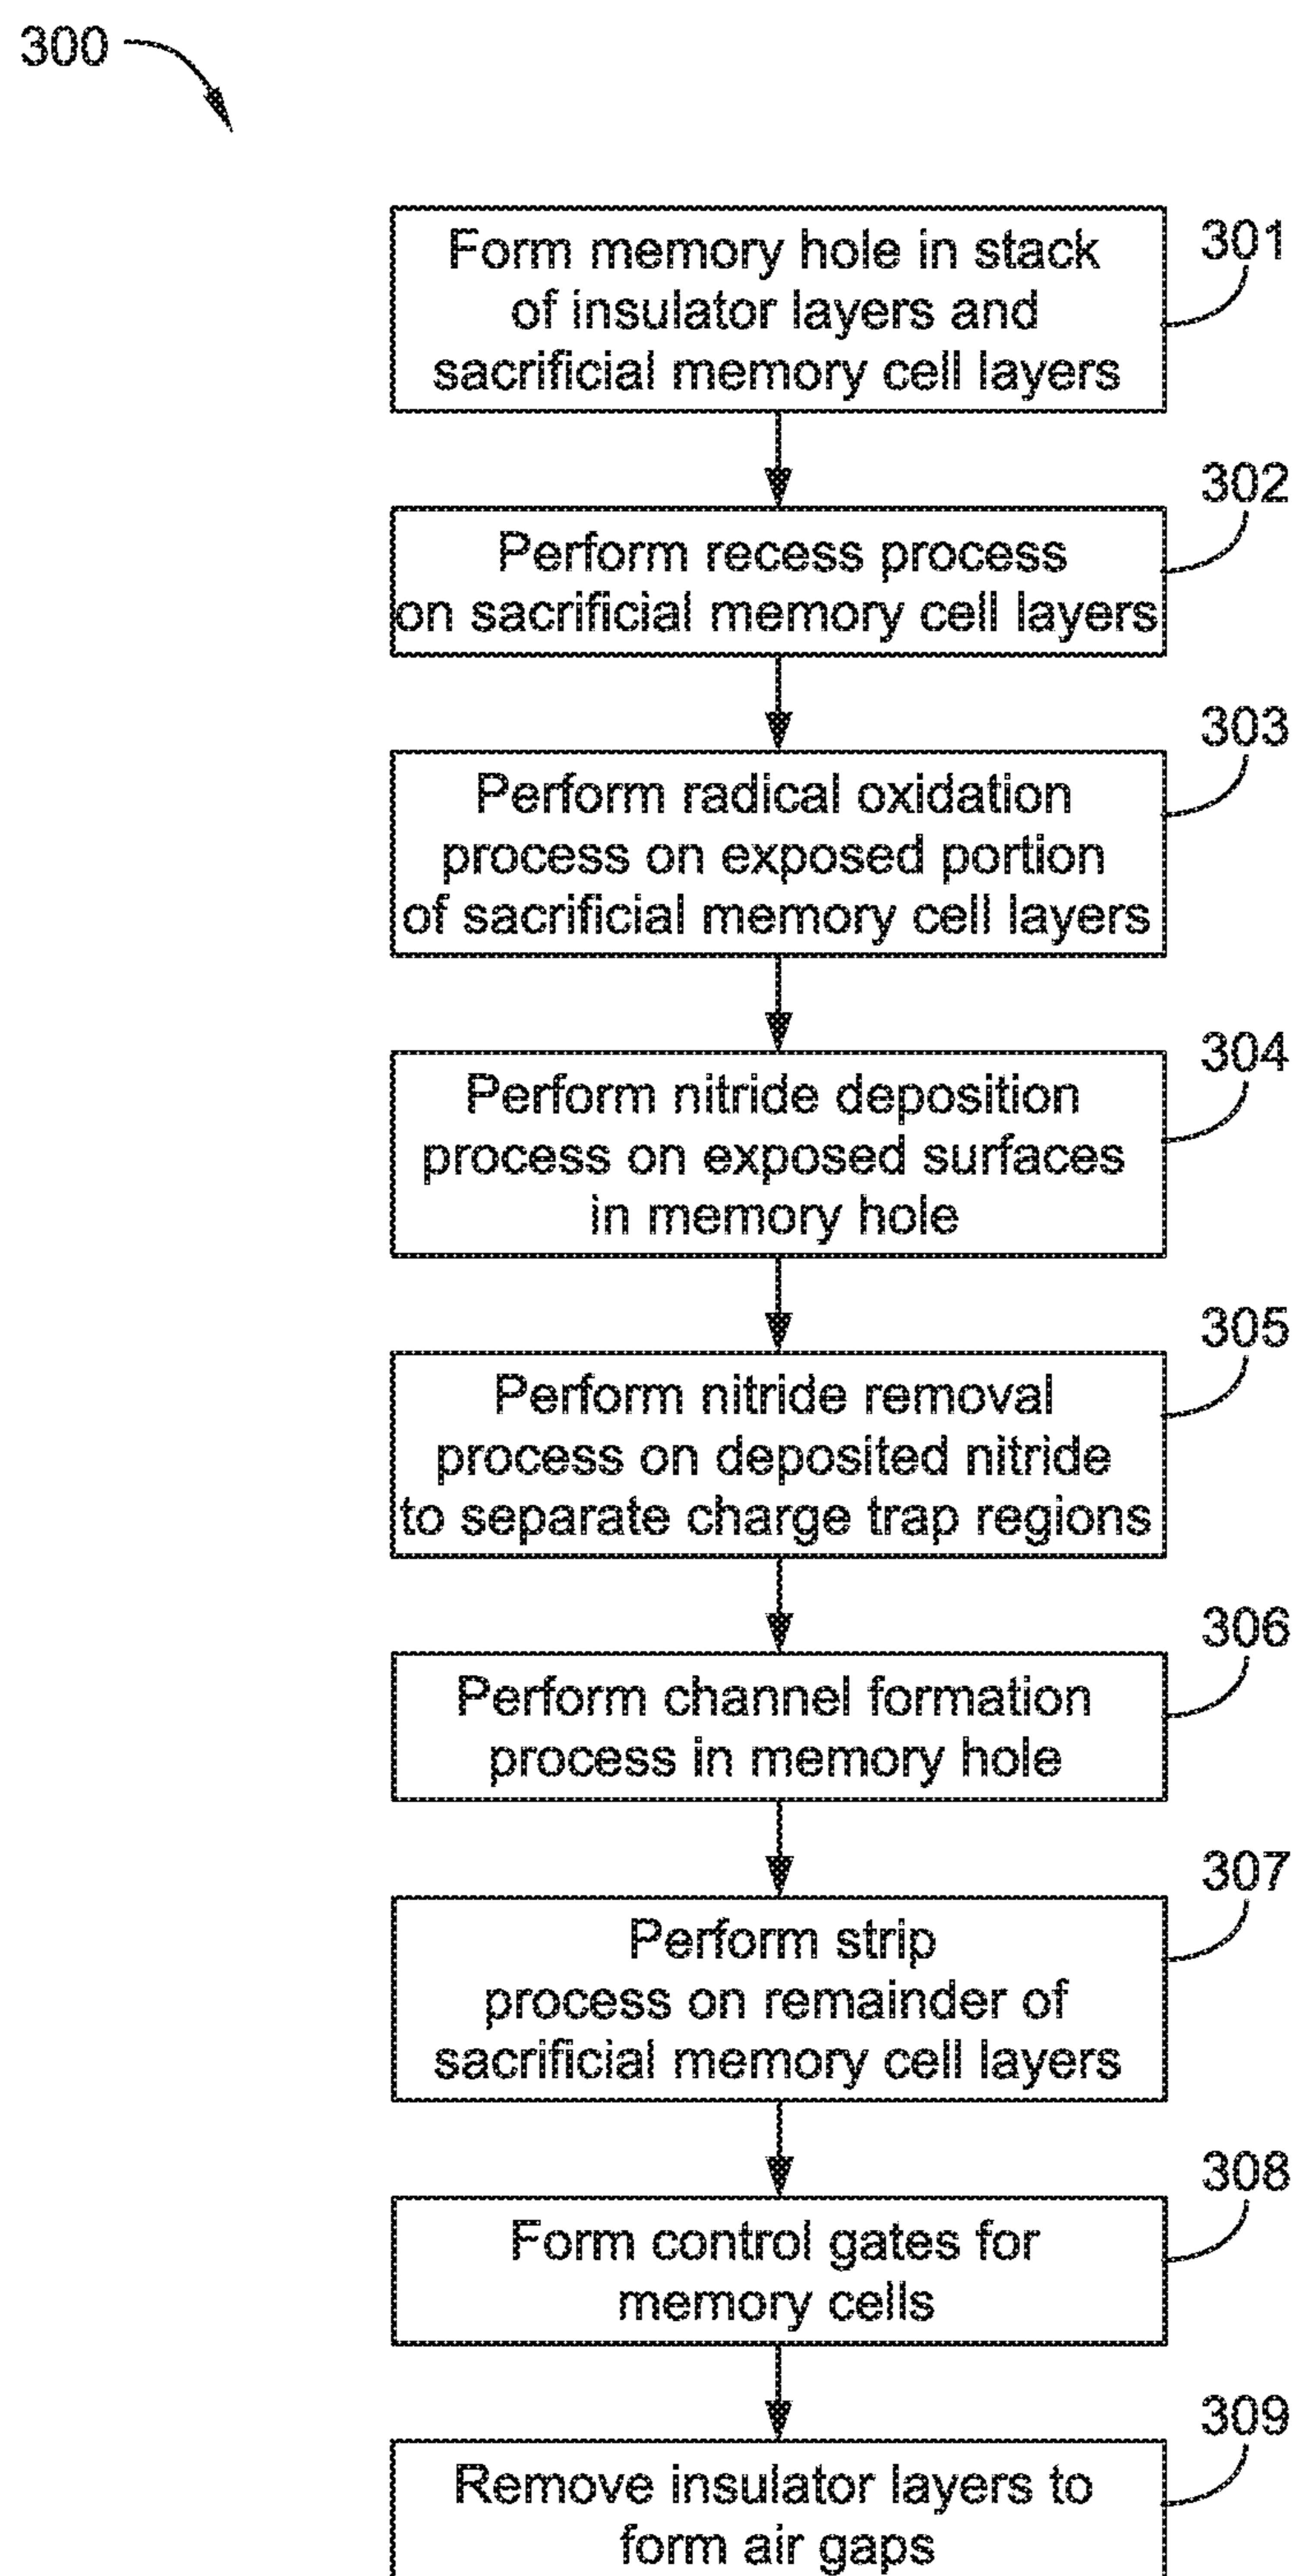 300
Form memory hole in stack
of insulator layers and
sacrificial memory cell layers
301
Perform recess process
on sacrificial memory cell layers
302
Perform radical oxidation
process on exposed portion
of sacrificial memory cell layers
303
Perform nitride deposition
process on exposed surfaces
in memory hole
304
Perform nitride removal
process on deposited nitride
to separate charge trap regions
305
Perform channel formation
process in memory hole
306
Perform strip
process on remainder of
sacrificial memory cell layers
307
Form control gates for
memory cells
308
Remove insulator layers to
form air gaps
309